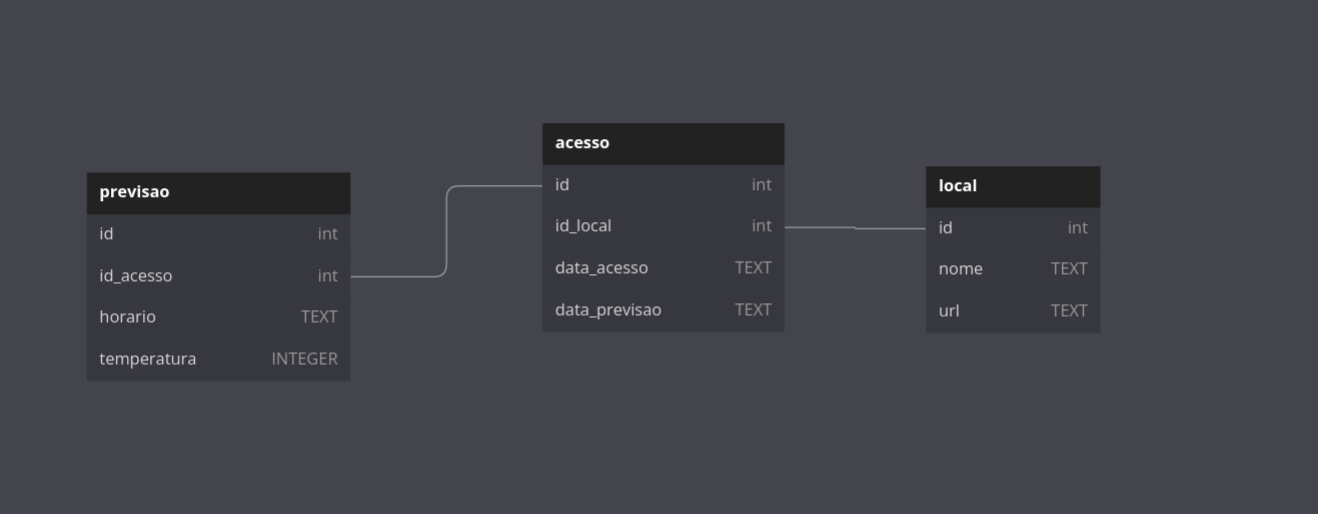 previsao
id int
id_acesso int
horario TEXT
temperatura INTEGER
acesso
id int
id_local int
data_acesso TEXT
data_previsao TEXT
local
id int
nome TEXT
url TEXT